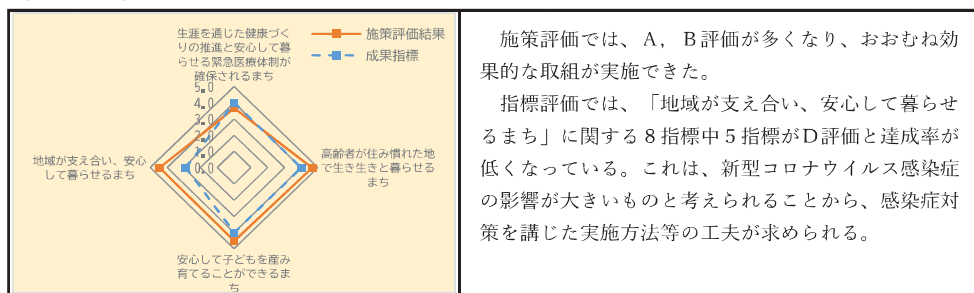 生涯を通じた健康づく
りの推進と安心して暮
らせる緊急医療体制が
確保されるまち
施策評価結果
成果指標
5.0
4.0
3.0
2.0
1.0
0.0
地域が支え合い、安心
して暮らせるまち
高齢者が住み慣れた地
で生き生きと暮らせる
まち
安心して子どもを産み
育てることができるま
ち
施策評価では、A，B評価が多くなり、おおむね効
果的な取組が実施できた。
指標評価では、「地域が支え合い、安心して暮らせ
るまち」に関する８指標中５指標がD評価と達成率が
低くなっている。これは、新型コロナウイルス感染症
の影響が大きいものと考えられることから、感染症対
策を講じた実施方法等の工夫が求められる。